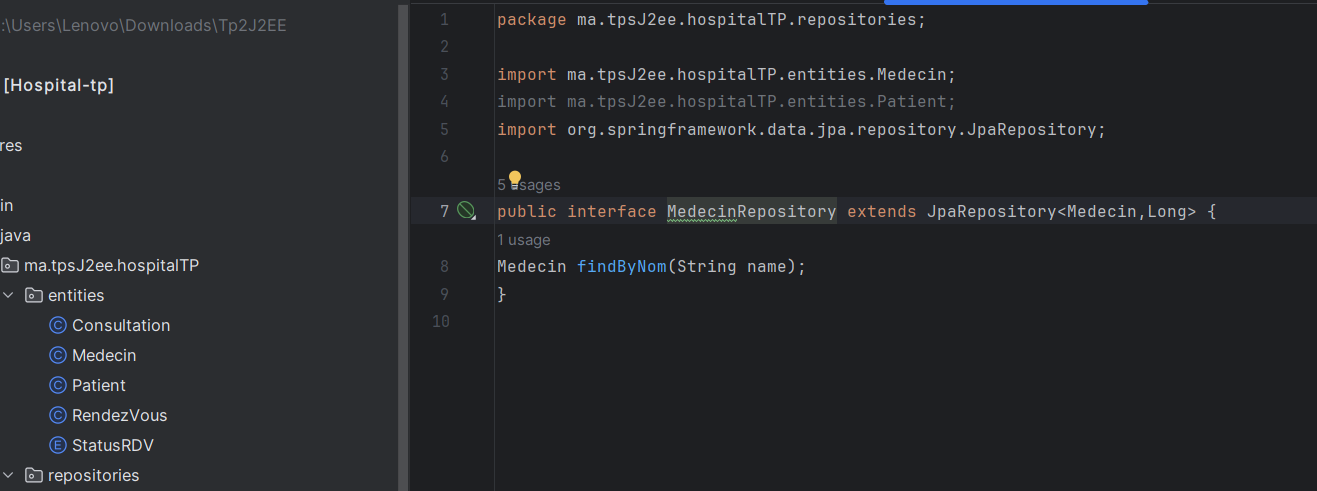 :\Users\Lenovo\Downloads\Tp2J2EE
[Hospital-tp]
res
in
java
ma.tpsJ2ee.hospitalTP
entities
C Consultation
C Medecin
C Patient
C RendezVous
E StatusRDV
repositories
1 package ma.tpsJ2ee.hospitalTP.repositories;
2
3 import ma.tpsJ2ee.hospitalTP.entities.Medecin;
4 import ma.tpsJ2ee.hospitalTP.entities.Patient;
5 import org.springframework.data.jpa.repository.JpaRepository;
6
5 usages
7 public interface MedecinRepository extends JpaRepository<Medecin,Long> {
1 usage
8 Medecin findByNom(String name);
9 }
10